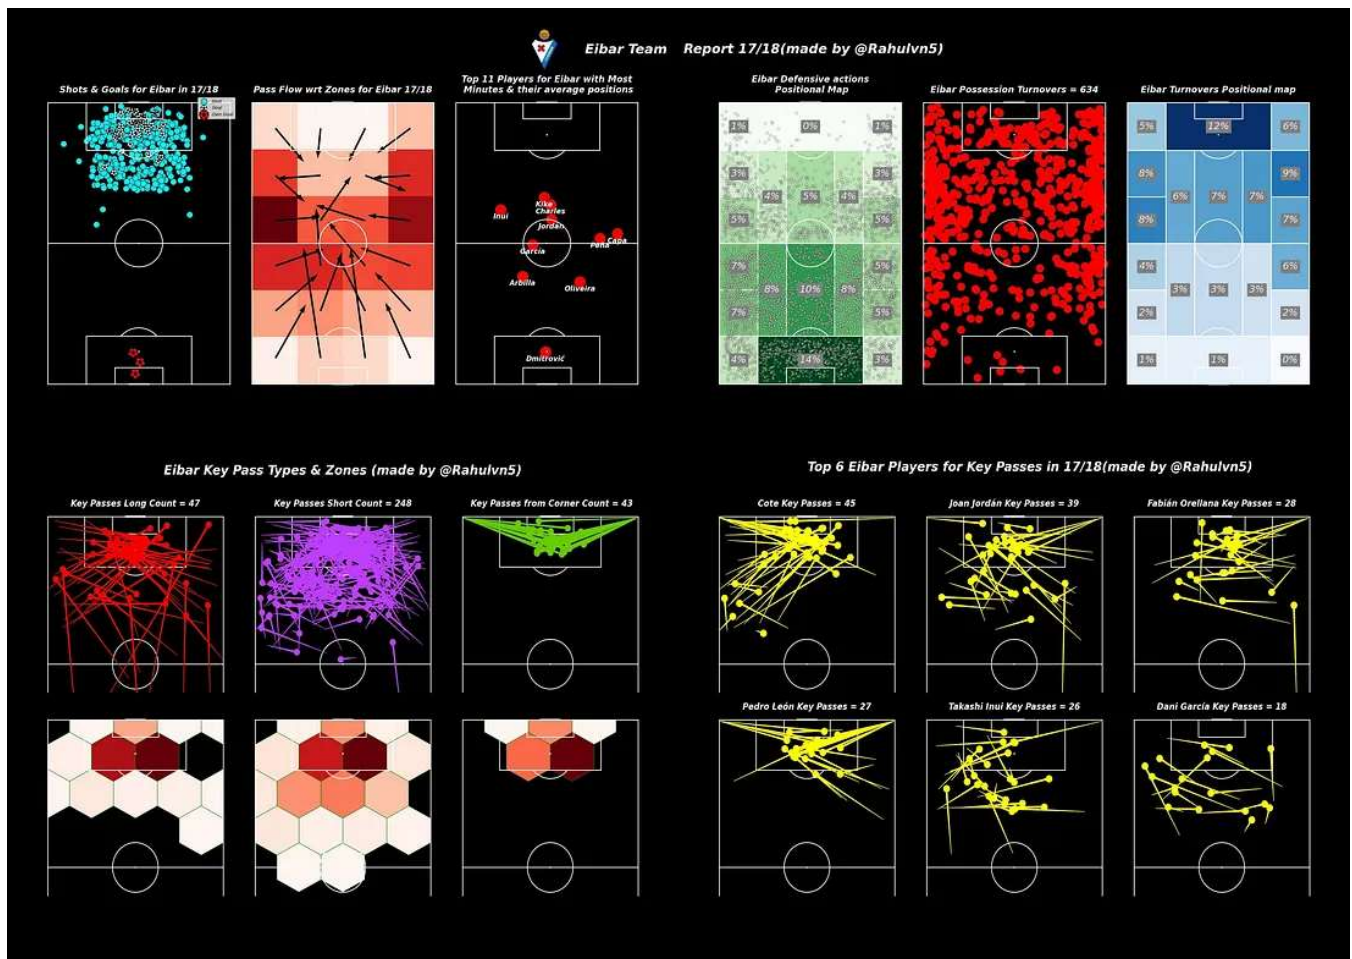 Eibar Team Report 17/18(made by @Rahulvn5)
Shots & Goals for Eibar in 17/18
Pass Flow wrt Zones for Eibar 17/18
Top 11 Players for Eibar with Most
Minutes & their average positions
Inui
Kike
Charles
Jordán
García
Peña
Capa
Arbilla
Oliveira
Dmitrović
Eibar Defensive actions
Positional Map
1% 0% 1%
3% 3%
4% 5% 4%
5% 5%
7% 5%
8% 10% 8%
7% 5%
4% 14% 3%
Eibar Possession Turnovers = 634
Eibar Turnovers Positional map
5% 12% 6%
8% 9%
6% 7% 7%
8% 7%
4% 6%
3% 3% 3%
2% 2%
1% 1% 0%
Eibar Key Pass Types & Zones (made by @Rahulvn5)
Key Passes Long Count = 47
Key Passes Short Count = 248
Key Passes from Corner Count = 43
Top 6 Eibar Players for Key Passes in 17/18(made by @Rahulvn5)
Cote Key Passes = 45
Joan Jordán Key Passes = 39
Fabián Orellana Key Passes = 28
Pedro León Key Passes = 27
Takashi Inui Key Passes = 26
Dani García Key Passes = 18